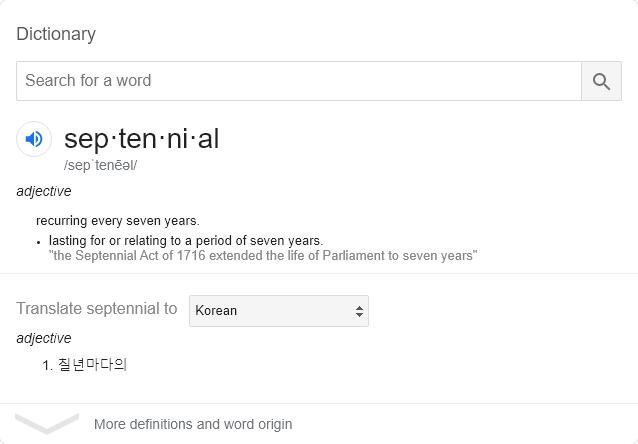 Dictionary
Search for a word
sep·ten·ni·al
/sepˈtenēəl/
adjective
recurring every seven years.
• lasting for or relating to a period of seven years.
"the Septennial Act of 1716 extended the life of Parliament to seven years"
Translate septennial to Korean
adjective
1. 칠년마다의
More definitions and word origin